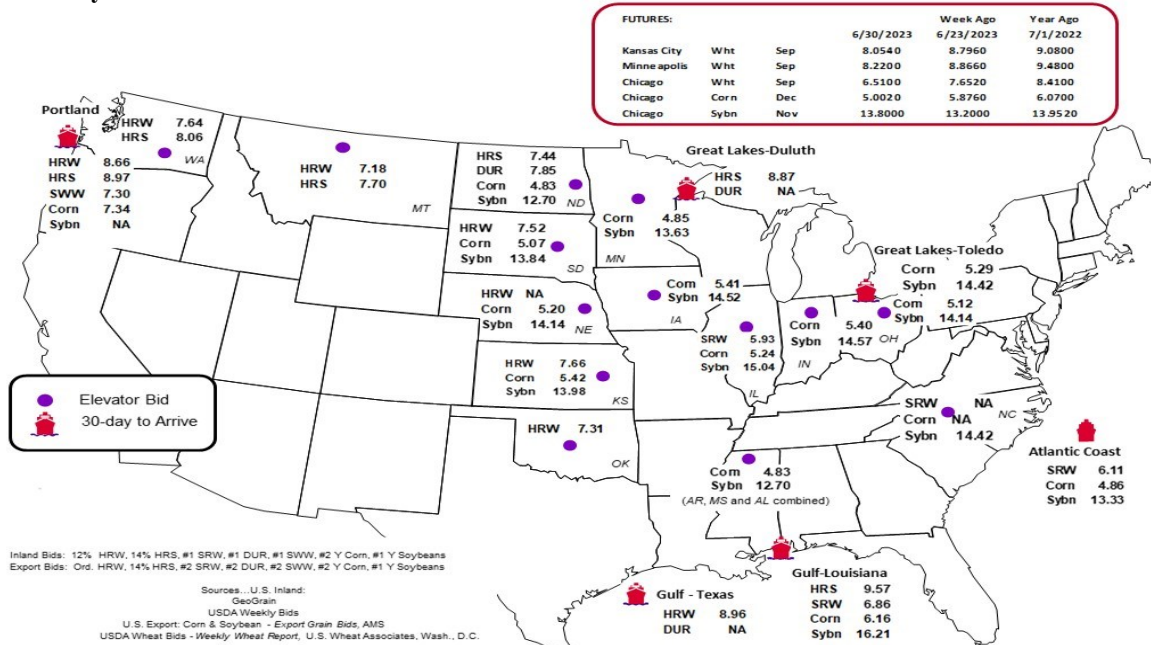 FUTURES:
Week Ago Year Ago
6/30/2023 6/23/2023 7/1/2022
Kansas City Wht Sep 8.0540 8.7960 9.0800
Minneapolis Wht Sep 8.2200 8.8660 9.4800
Chicago Wht Sep 6.5100 7.6520 8.4100
Chicago Corn Dec 5.0020 5.8760 6.0700
Chicago Sybn Nov 13.8000 13.2000 13.9520
Portland
HRW 8.66
HRS 8.97
SWW 7.30
Corn 7.34
Sybn NA
HRW 7.64
HRS 8.06
WA
HRW 7.18
HRS 7.70
MT
HRS 7.44
DUR 7.85
Corn 4.83
Sybn 12.70
ND
HRW 7.52
Corn 5.07
Sybn 13.84
SD
HRW NA
Corn 5.20
Sybn 14.14
NE
HRW 7.66
Corn 5.42
Sybn 13.98
KS
HRW 7.31
OK
Corn 4.85
Sybn 13.63
MN
Great Lakes-Duluth
HRS 8.87
DUR NA
Corn 5.41
Sybn 14.52
IA
SRW 5.93
Corn 5.24
Sybn 15.04
IL
Corn 5.40
Sybn 14.57
IN
Great Lakes-Toledo
Corn 5.29
Sybn 14.42
Corn 5.12
Sybn 14.14
OH
SRW NA
Corn NA
Sybn 14.42
NC
Atlantic Coast
SRW 6.11
Corn 4.86
Sybn 13.33
Corn 4.83
Sybn 12.70
(AR, MS and AL combined)
Gulf-Louisiana
HRS 9.57
SRW 6.86
Corn 6.16
Sybn 16.21
Gulf - Texas
HRW 8.96
DUR NA
Elevator Bid
30-day to Arrive
Inland Bids: 12% HRW, 14% HRS, #1 SRW, #1 DUR, #1 SWW, #2 Y Corn, #1 Y Soybeans
Export Bids: Ord. HRW, 14% HRS, #2 SRW, #2 DUR, #2 SWW, #2 Y Corn, #1 Y Soybeans
Sources...U.S. Inland:
GeoGrain
USDA Weekly Bids
U.S. Export: Corn & Soybean - Export Grain Bids, AMS
USDA Wheat Bids - Weekly Wheat Report, U.S. Wheat Associates, Wash., D.C.